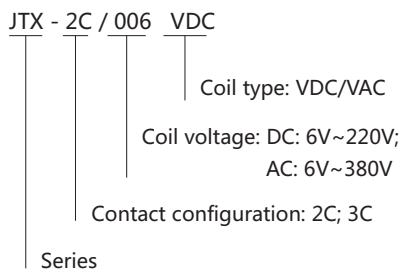 JTX - 2C / 006 VDC
Coil type: VDC/VAC
Coil voltage: DC: 6V~220V;
AC: 6V~380V
Contact configuration: 2C; 3C
Series